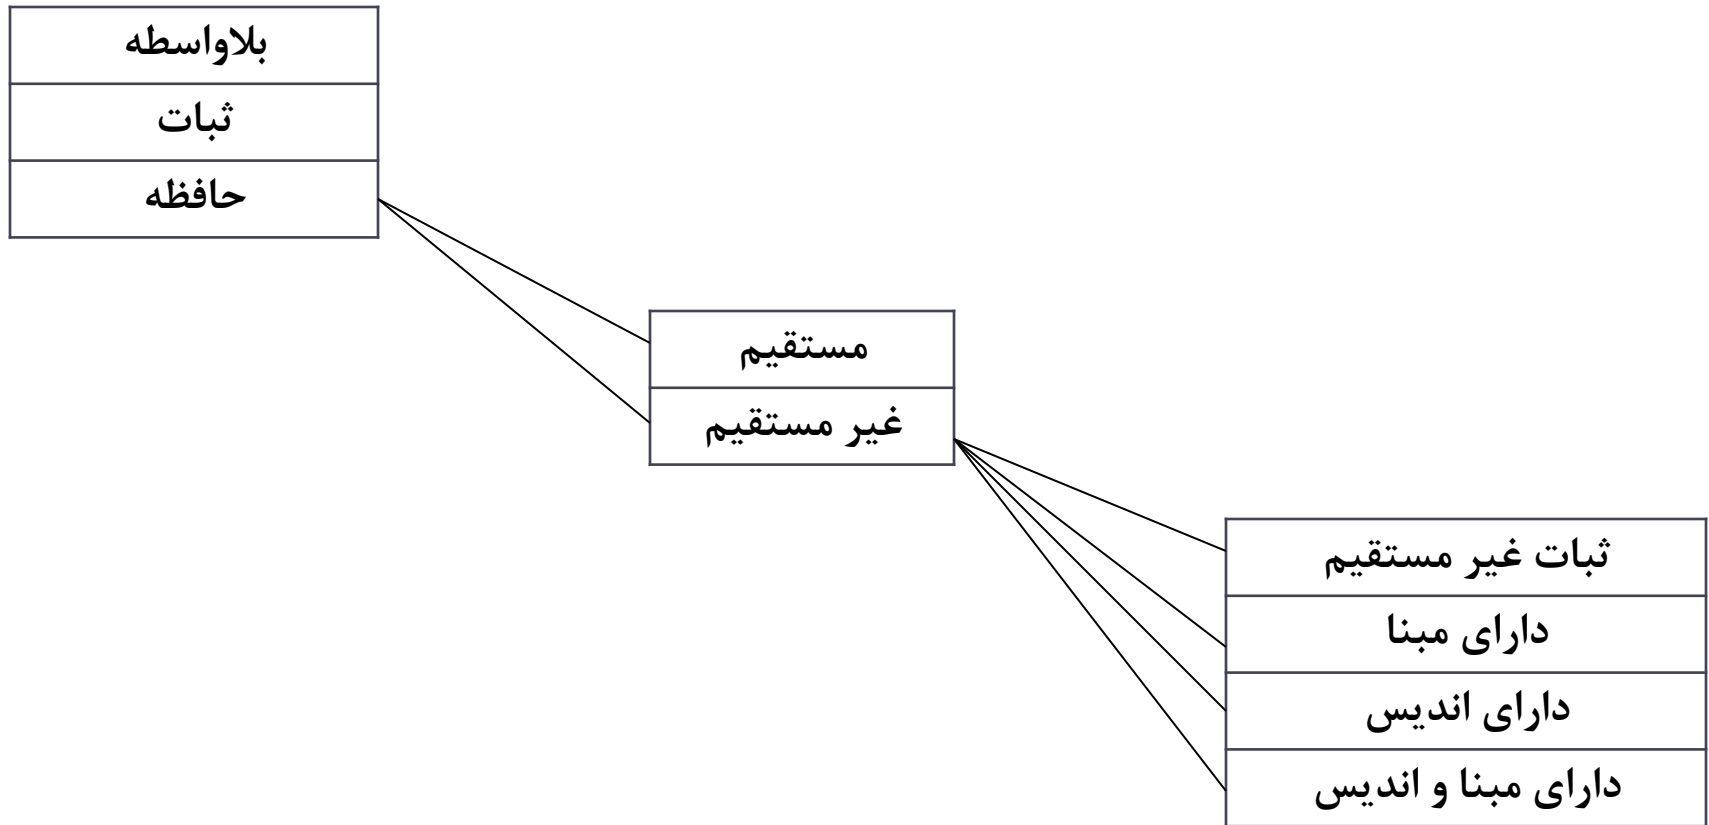 بلاواسطه
ثبات
حافظه
مستقیم
غیر مستقیم
ثبات غیر مستقیم
دارای مبنا
دارای اندیس
دارای مبنا و اندیس